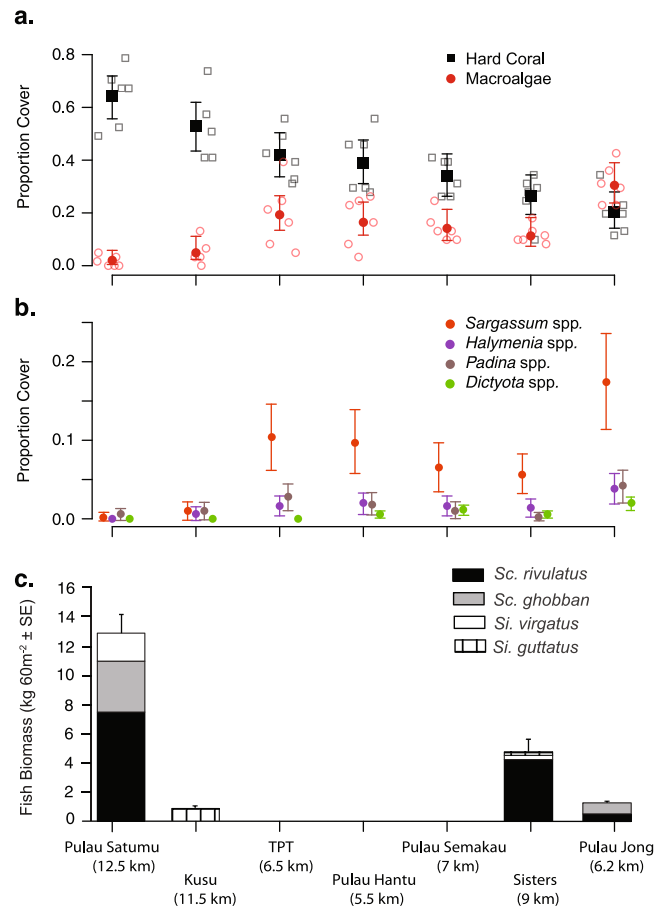 a.
0.8
0.6
0.4
0.2
0.0
Proportion Cover
Hard Coral
Macroalgae
b.
0.2
0.1
0.0
Proportion Cover
Sargassum spp.
Halymenia spp.
Padina spp.
Dictyota spp.
c.
16
14
12
10
8
6
4
2
0
Fish Biomass (kg 60m⁻² ± SE)
Sc. rivulatus
Sc. ghobban
Si. virgatus
Si. guttatus
Pulau Satumu
(12.5 km)
Kusu
(11.5 km)
TPT
(6.5 km)
Pulau Hantu
(5.5 km)
Pulau Semakau
(7 km)
Sisters
(9 km)
Pulau Jong
(6.2 km)